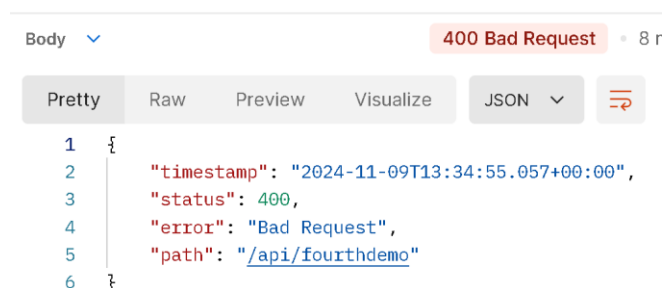 Body 400 Bad Request • 8
Pretty Raw Preview Visualize JSON
1 {
2 "timestamp": "2024-11-09T13:34:55.057+00:00",
3 "status": 400,
4 "error": "Bad Request",
5 "path": "/api/fourthdemo"
6 }